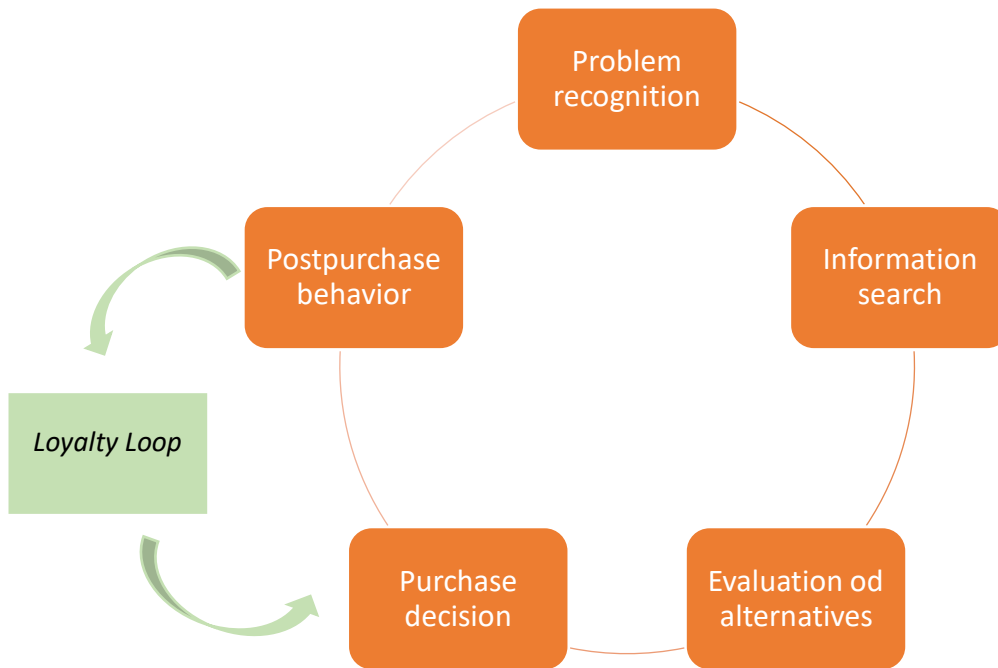 Problem
recognition
Information
search
Evaluation od
alternatives
Purchase
decision
Postpurchase
behavior
Loyalty Loop